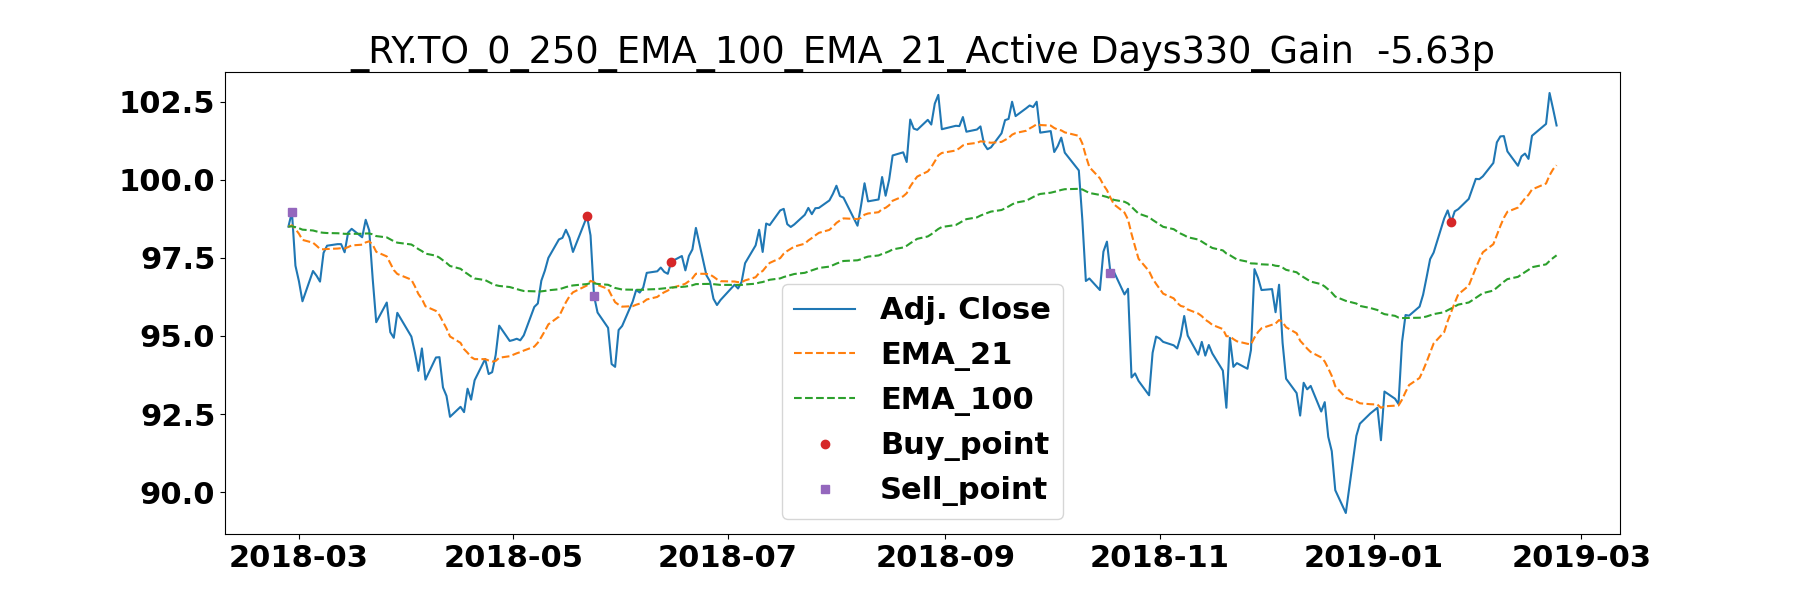 _RY.TO_0_250_EMA_100_EMA_21_Active Days330_Gain  -5.63p
102.5
100.0
97.5
95.0
92.5
90.0
Adj. Close
EMA_21
EMA_100
Buy_point
Sell_point
2018-03 2018-05 2018-07 2018-09 2018-11 2019-01 2019-03